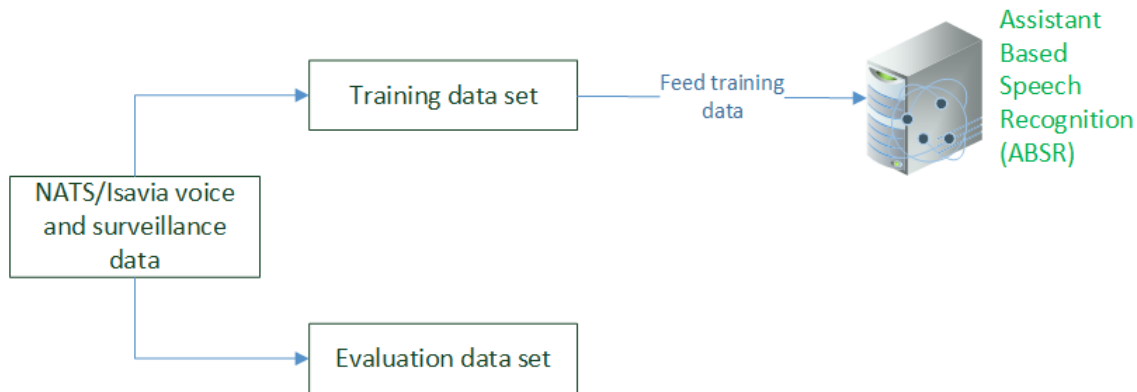 Training data set
Feed training
data
Assistant
Based
Speech
Recognition
(ABSR)
NATS/Isavia voice
and surveillance
data
Evaluation data set